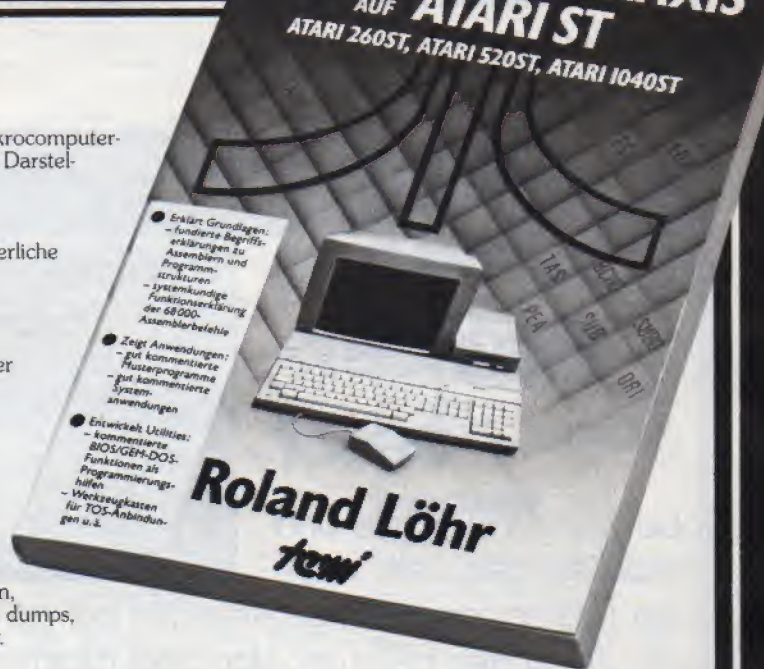 AXIS
AUF ATARI ST
ATARI 260ST, ATARI 520ST, ATARI 1040ST
krocomputer-
Darstel-
erliche
er
n,
dumps,
● Erklärt Grundlagen:
– fundierte Begriffs-
erklärungen zu
Assemblern und
Programm-
strukturen
– systemkundige
Funktionserklärung
der 68000-
Assemblerbefehle
● Zeigt Anwendungen:
– gut kommentierte
Musterprogramme
– gut kommentierte
System-
anwendungen
● Entwickelt Utilities:
– kommentierte
BIOS/GEM-DOS-
Funktionen als
Programmierungs-
hilfen
– Werkzeugkasten
für TOS-Anbindun-
gen u.ä.
TAS
PEA
SUB
ORI
Roland Löhr
tewi